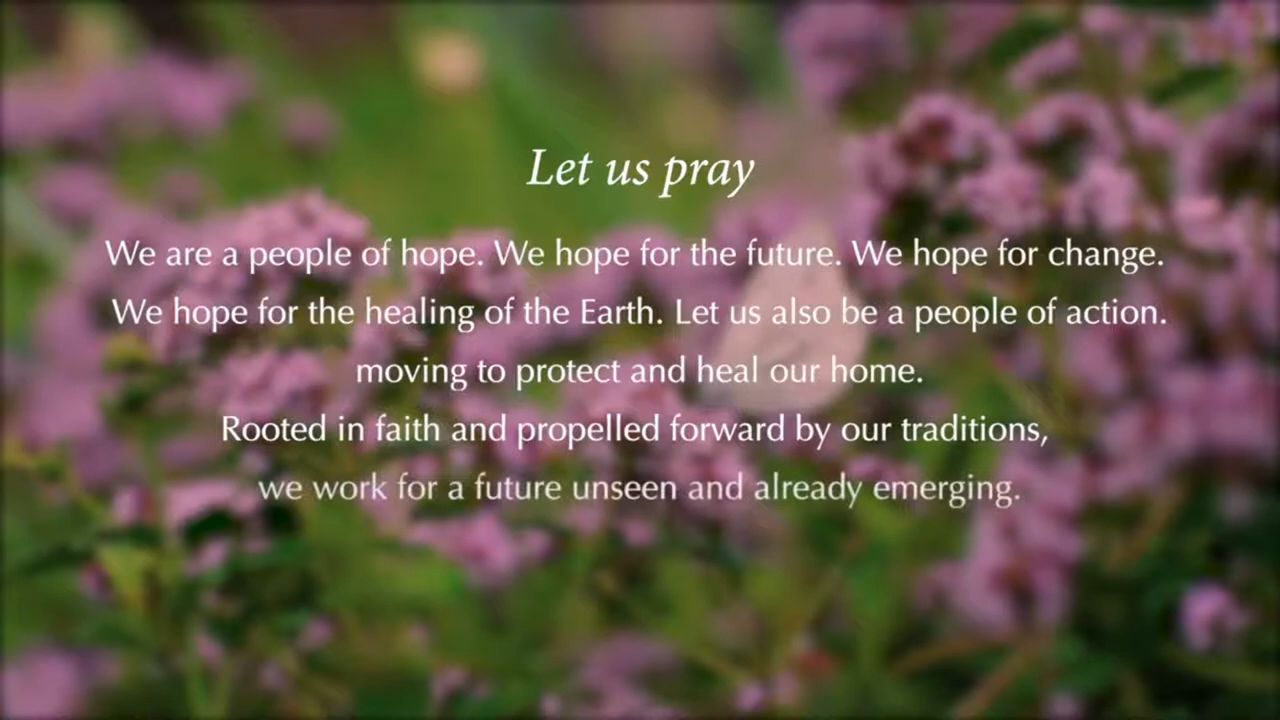 Let us pray
We are a people of hope. We hope for the future. We hope for change.
We hope for the healing of the Earth. Let us also be a people of action.
moving to protect and heal our home.
Rooted in faith and propelled forward by our traditions,
we work for a future unseen and already emerging.